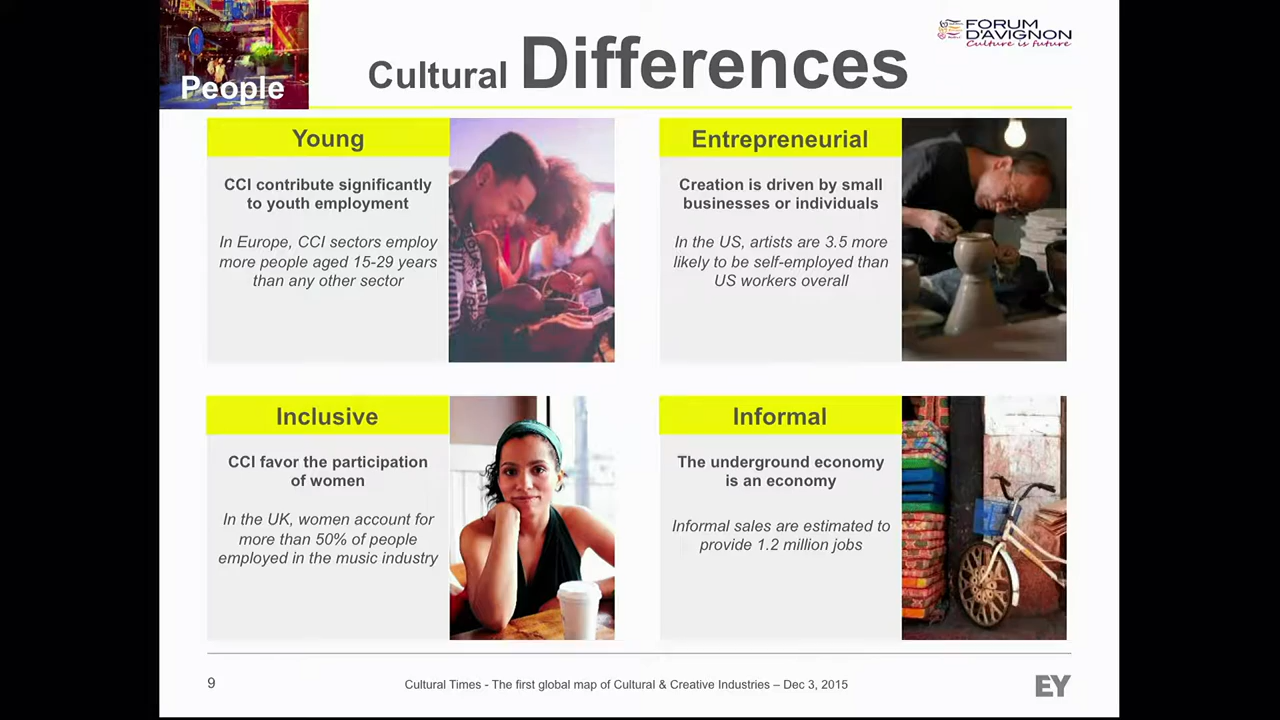 People
Cultural Differences
FORUM
D'AVIGNON
Culture is future
Young
CCI contribute significantly
to youth employment
In Europe, CCI sectors employ
more people aged 15-29 years
than any other sector
Entrepreneurial
Creation is driven by small
businesses or individuals
In the US, artists are 3.5 more
likely to be self-employed than
US workers overall
Inclusive
CCI favor the participation
of women
In the UK, women account for
more than 50% of people
employed in the music industry
Informal
The underground economy
is an economy
Informal sales are estimated to
provide 1.2 million jobs
9
Cultural Times - The first global map of Cultural & Creative Industries – Dec 3, 2015
EY